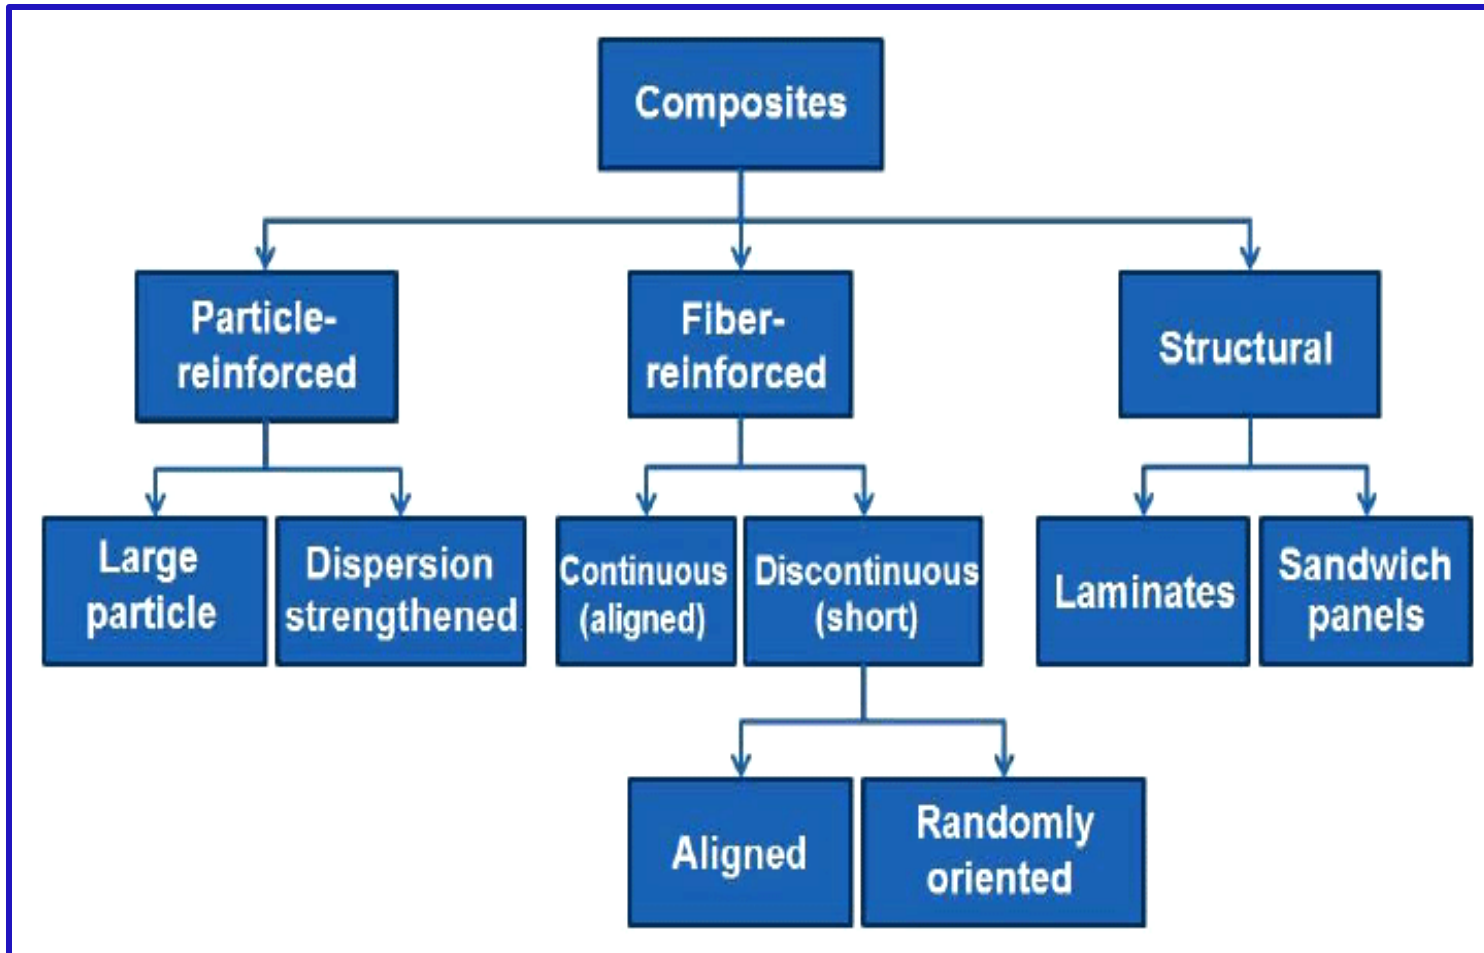 Composites
Particle-
reinforced
Fiber-
reinforced
Structural
Large
particle
Dispersion
strengthened
Continuous
(aligned)
Discontinuous
(short)
Laminates
Sandwich
panels
Aligned
Randomly
oriented